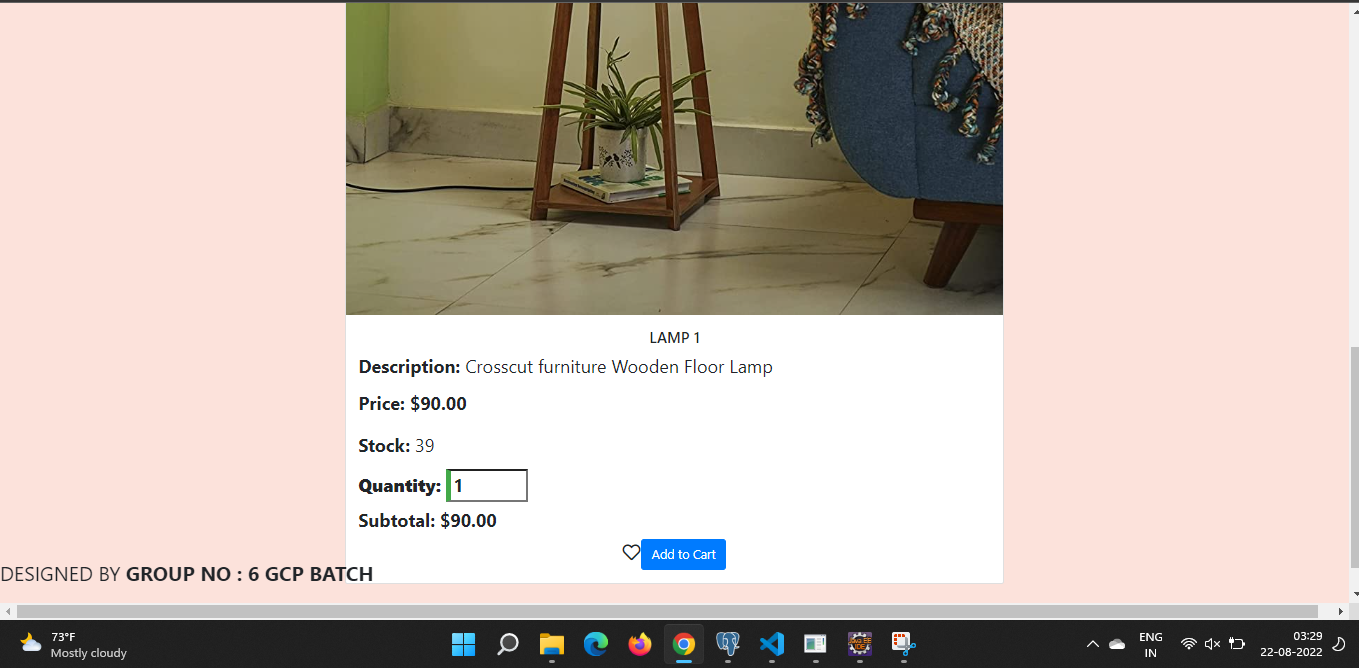 LAMP 1
Description: Crosscut furniture Wooden Floor Lamp
Price: $90.00
Stock: 39
Quantity: 1
Subtotal: $90.00
Add to Cart
DESIGNED BY GROUP NO : 6 GCP BATCH
73°F
Mostly cloudy
ENG
IN
03:29
22-08-2022